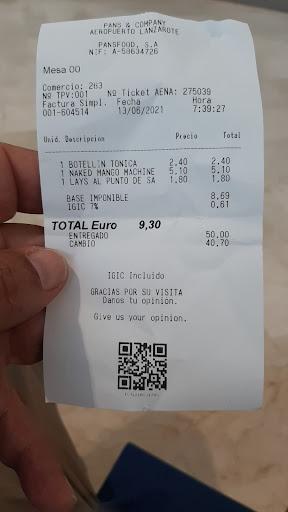 PANS & COMPANY
AEROPUERTO LANZAROTE
PANSFOOD, S.A
NIF: A-58634726
Mesa 00
Comercio: 263
Nº TPV:001 Nº Ticket AENA: 275039
Factura Simpl. Fecha Hora
001-604514 13/06/2021 7:39:27
Unid. Descripcion Precio Total
1 BOTELLIN TONICA 2,40 2,40
1 NAKED MANGO MACHINE 5,10 5,10
1 LAYS AL PUNTO DE SA 1,80 1,80
BASE IMPONIBLE 8,69
IGIC 7% 0,61
TOTAL Euro 9,30
ENTREGADO 50,00
CAMBIO 40,70
IGIC Incluido
GRACIAS POR SU VISITA
Danos tu opinion.
Give us your opinion.